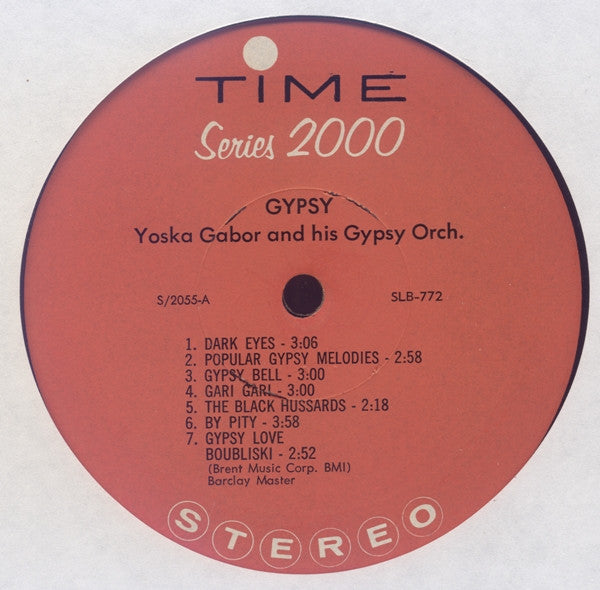 TIME
Series 2000
GYPSY
Yoska Gabor and his Gypsy Orch.
S/2055-A SLB-772
1. DARK EYES - 3:06
2. POPULAR GYPSY MELODIES - 2:58
3. GYPSY BELL - 3:00
4. GARI GARI - 3:00
5. THE BLACK HUSSARDS - 2:18
6. BY PITY - 3:58
7. GYPSY LOVE
BOUBLISKI - 2:52
(Brent Music Corp. BMI)
Barclay Master
STEREO